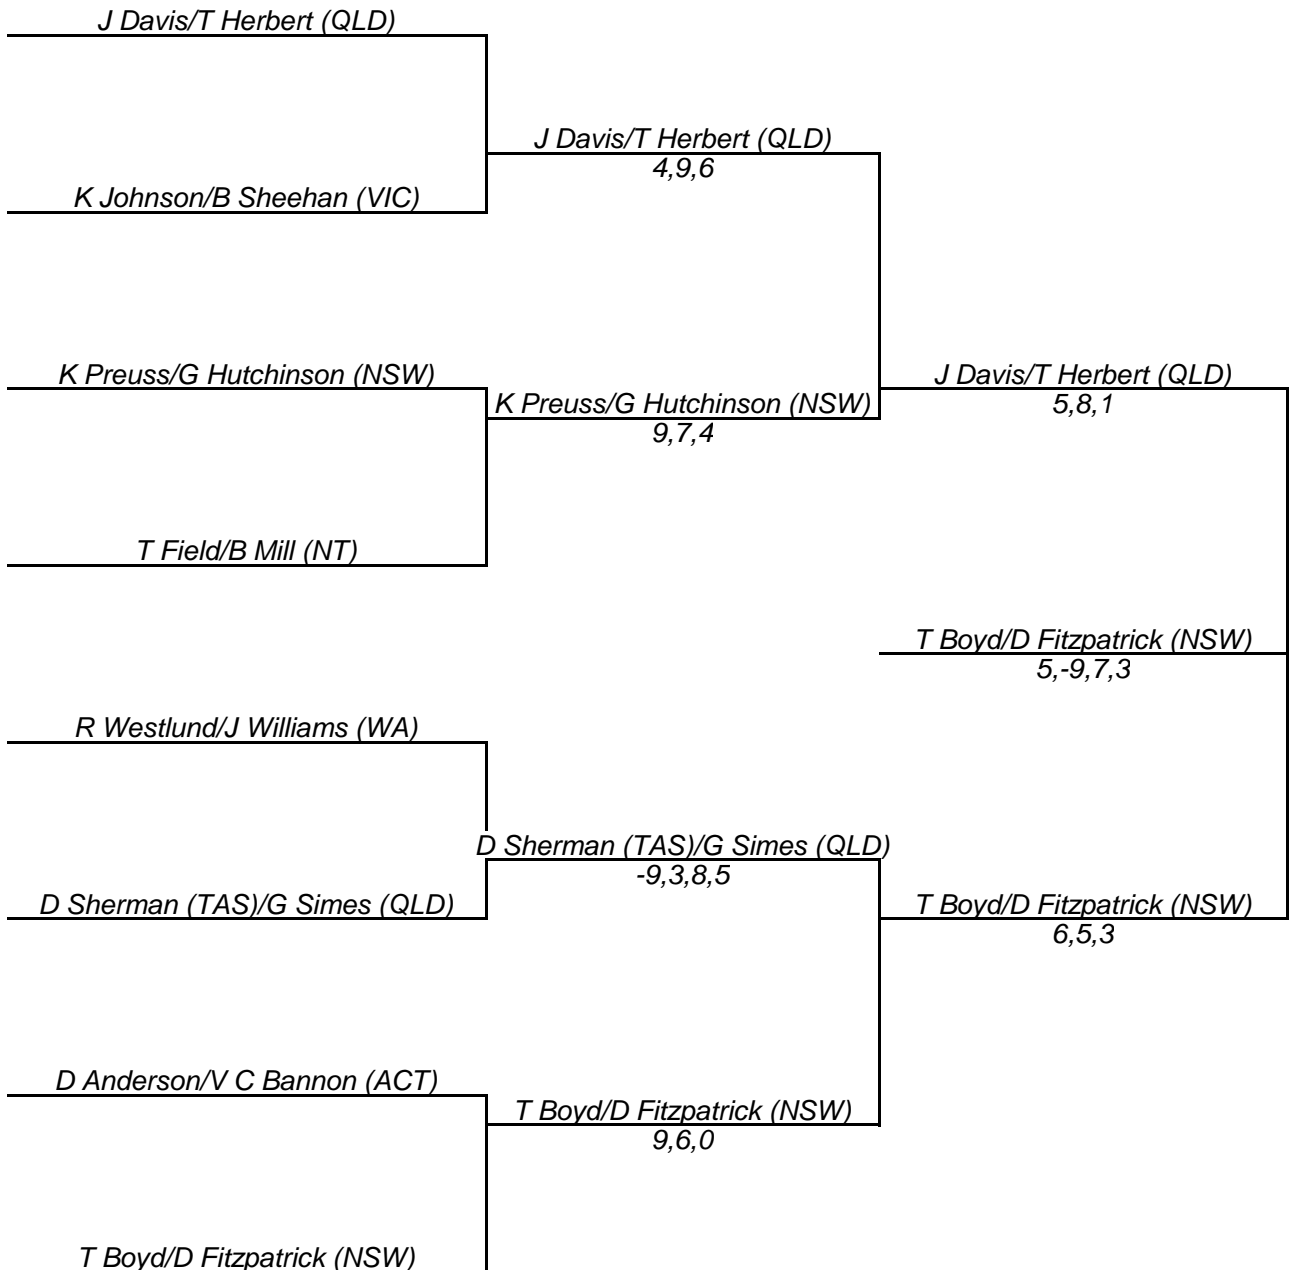 J Davis/T Herbert (QLD)
J Davis/T Herbert (QLD)
4,9,6
K Johnson/B Sheehan (VIC)
K Preuss/G Hutchinson (NSW)
J Davis/T Herbert (QLD)
K Preuss/G Hutchinson (NSW)
5,8,1
9,7,4
T Field/B Mill (NT)
T Boyd/D Fitzpatrick (NSW)
5,-9,7,3
R Westlund/J Williams (WA)
D Sherman (TAS)/G Simes (QLD)
-9,3,8,5
D Sherman (TAS)/G Simes (QLD)
T Boyd/D Fitzpatrick (NSW)
6,5,3
D Anderson/V C Bannon (ACT)
T Boyd/D Fitzpatrick (NSW)
9,6,0
T Boyd/D Fitzpatrick (NSW)